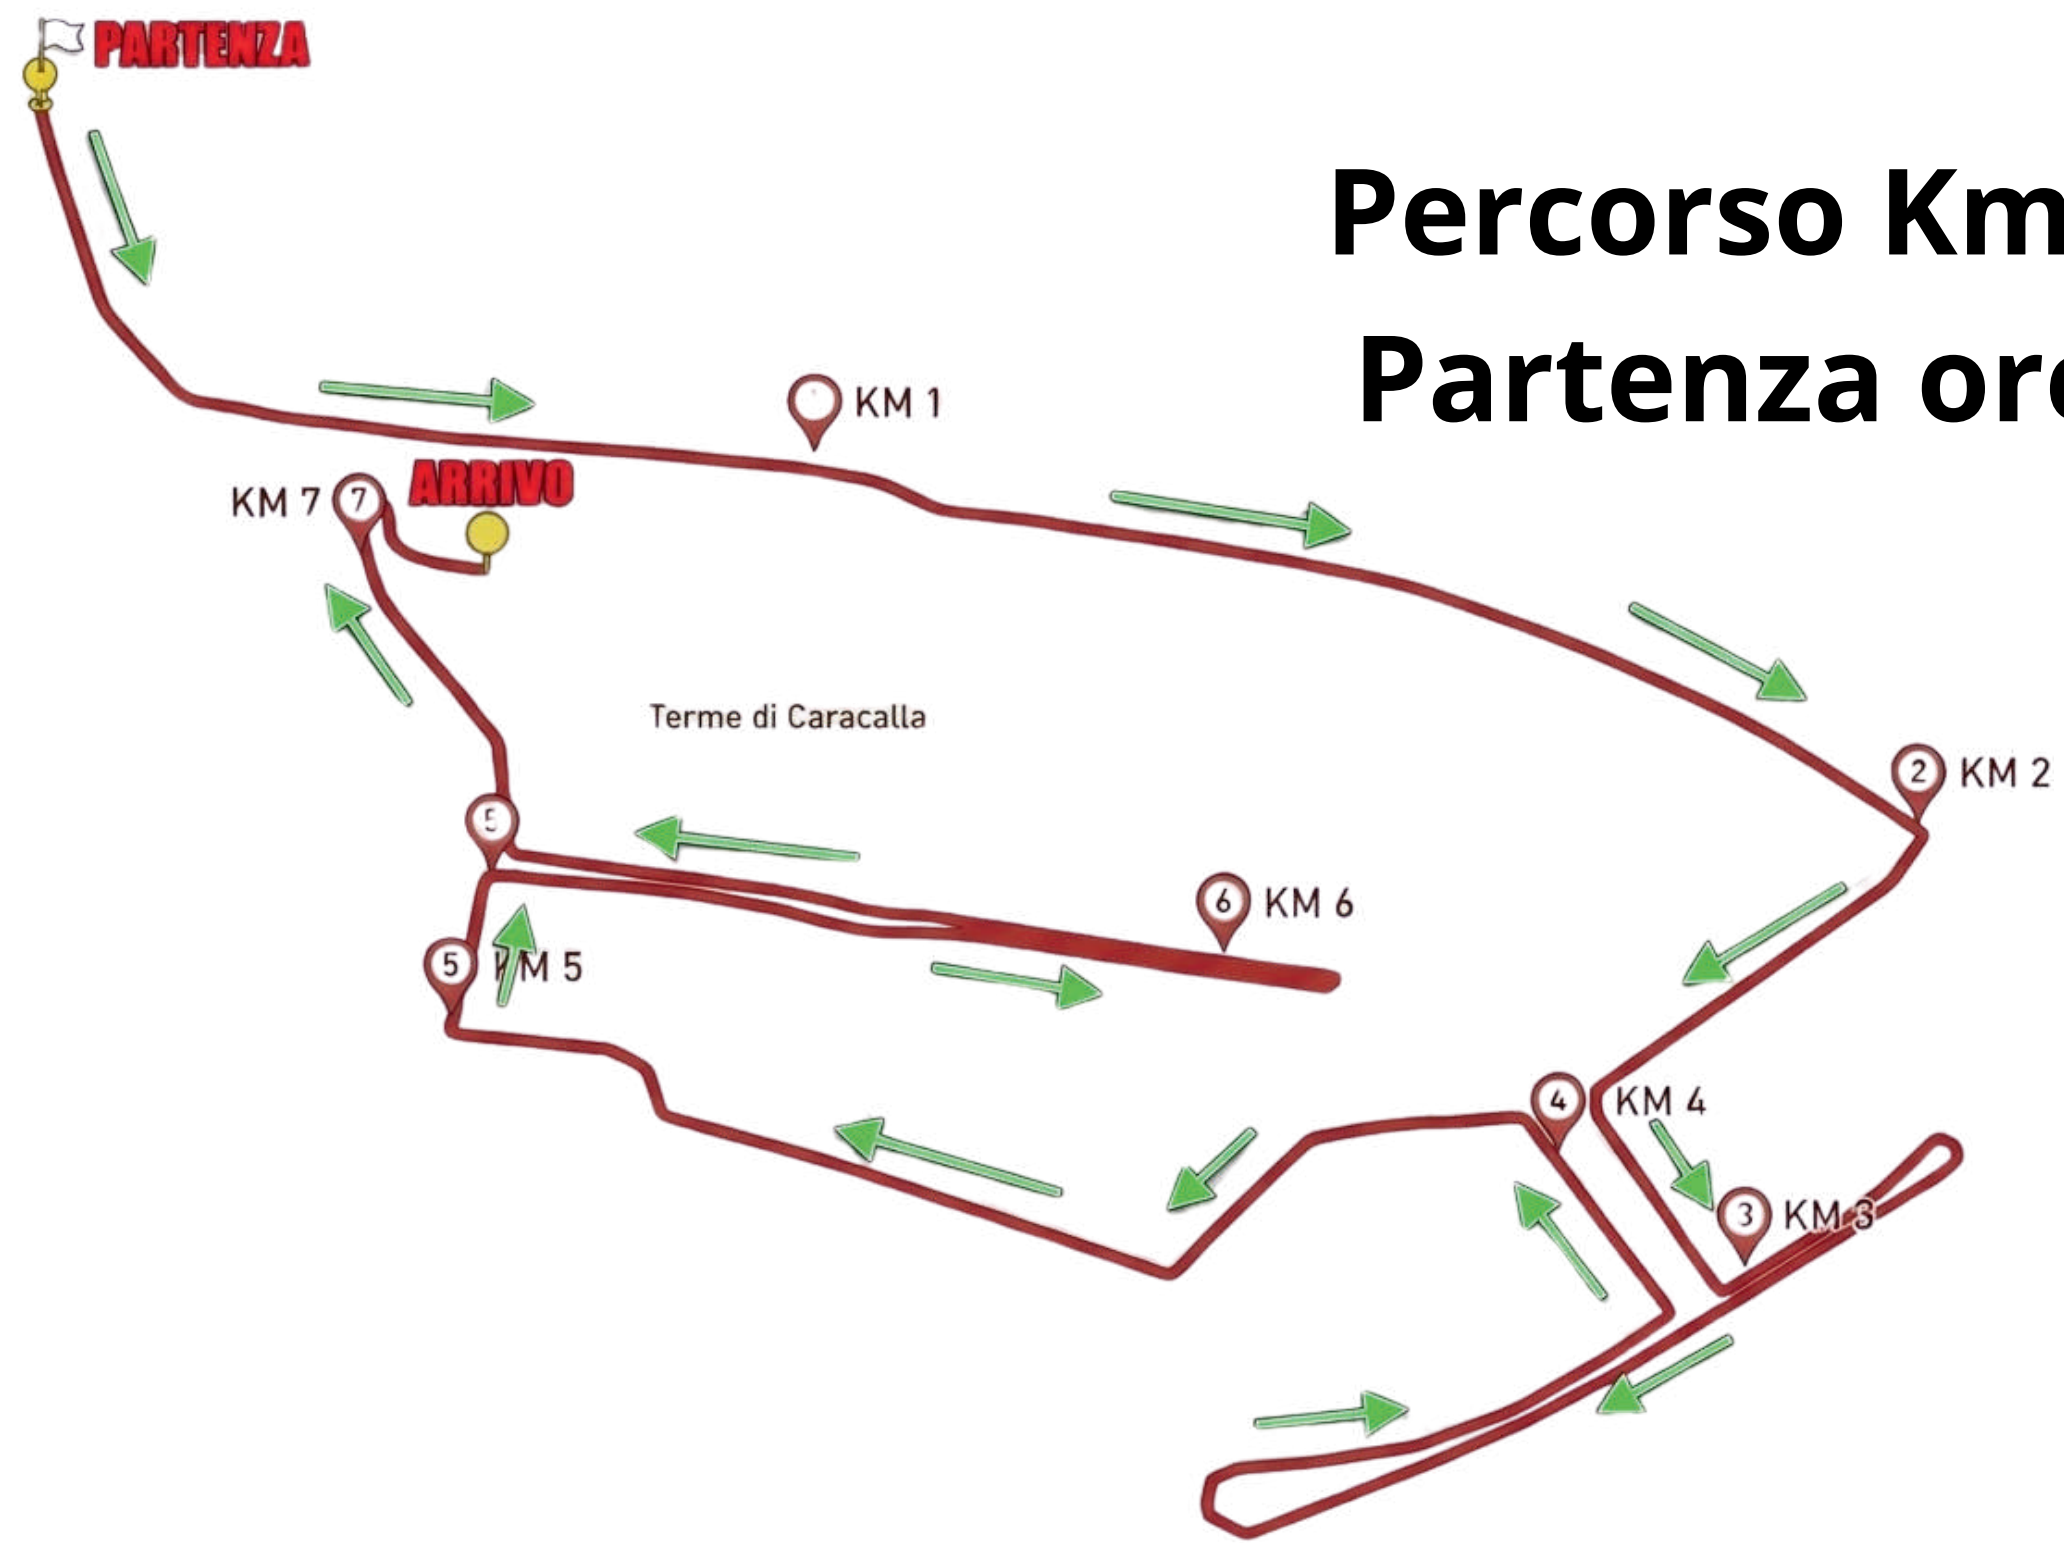 PARTENZA
Percorso Km
Partenza or
KM 1
KM 7
7
ARRIVO
Terme di Caracalla
2
KM 2
5
6
KM 6
5
KM 5
4
KM 4
3
KM 3